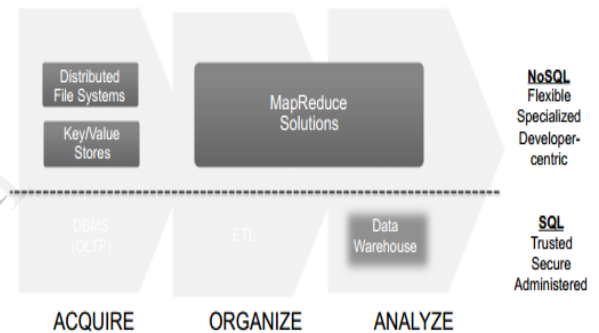 Distributed
File Systems
Key/Value
Stores
MapReduce
Solutions
NoSQL
Flexible
Specialized
Developer-
centric
DBMS
(OLTP)
ETL
Data
Warehouse
SQL
Trusted
Secure
Administered
ACQUIRE
ORGANIZE
ANALYZE